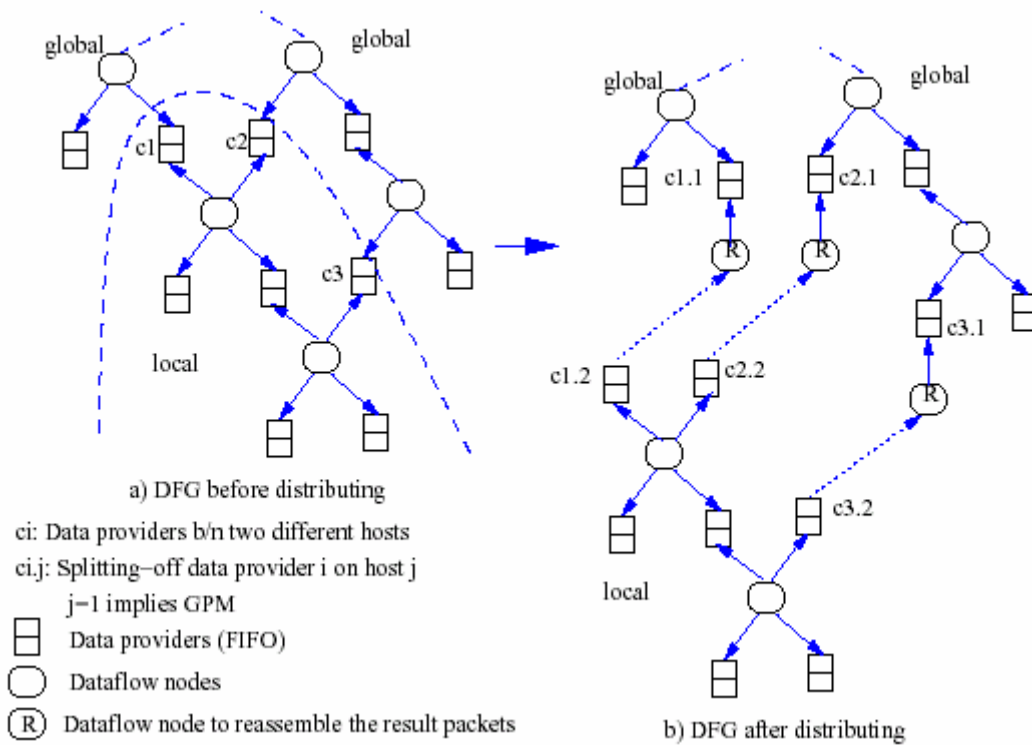 global
global
c1
c2
c3
local
a) DFG before distributing
ci: Data providers b/n two different hosts
ci.j: Splitting−off data provider i on host j
j−1 implies GPM
Data providers (FIFO)
Dataflow nodes
R Dataflow node to reassemble the result packets
global
global
c1.1
c2.1
R
R
c3.1
c1.2
c2.2
R
c3.2
local
b) DFG after distributing